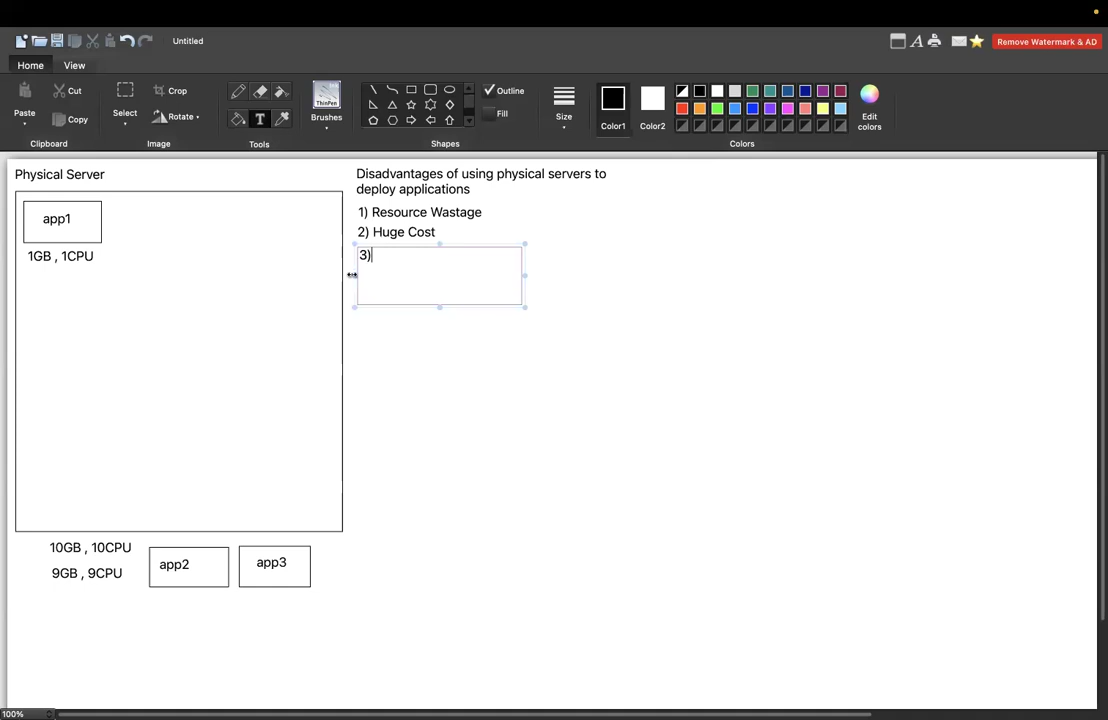 Untitled
Remove Watermark & AD
Home
View
Paste
Cut
Copy
Clipboard
Select
Crop
Rotate
Image
T
Tools
ThinPen
Brushes
Outline
Fill
Shapes
Size
Color1
Color2
Colors
Edit
colors
Physical Server
app1
1GB , 1CPU
10GB , 10CPU
9GB , 9CPU
app2
app3
Disadvantages of using physical servers to
deploy applications
1) Resource Wastage
2) Huge Cost
3)
100%